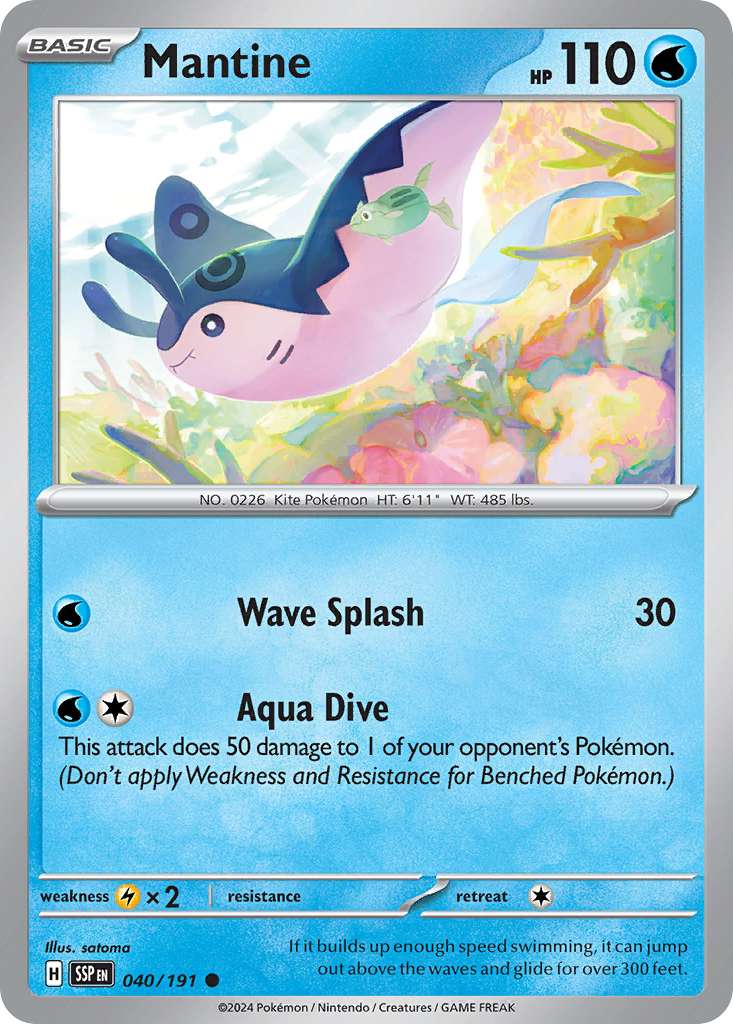 BASIC
Mantine
HP 110
NO. 0226 Kite Pokémon HT: 6'11" WT: 485 lbs.
Wave Splash 30
Aqua Dive
This attack does 50 damage to 1 of your opponent's Pokémon.
(Don't apply Weakness and Resistance for Benched Pokémon.)
weakness ×2 resistance retreat
Illus. satoma
If it builds up enough speed swimming, it can jump
out above the waves and glide for over 300 feet.
H SSP EN 040/191
©2024 Pokémon / Nintendo / Creatures / GAME FREAK